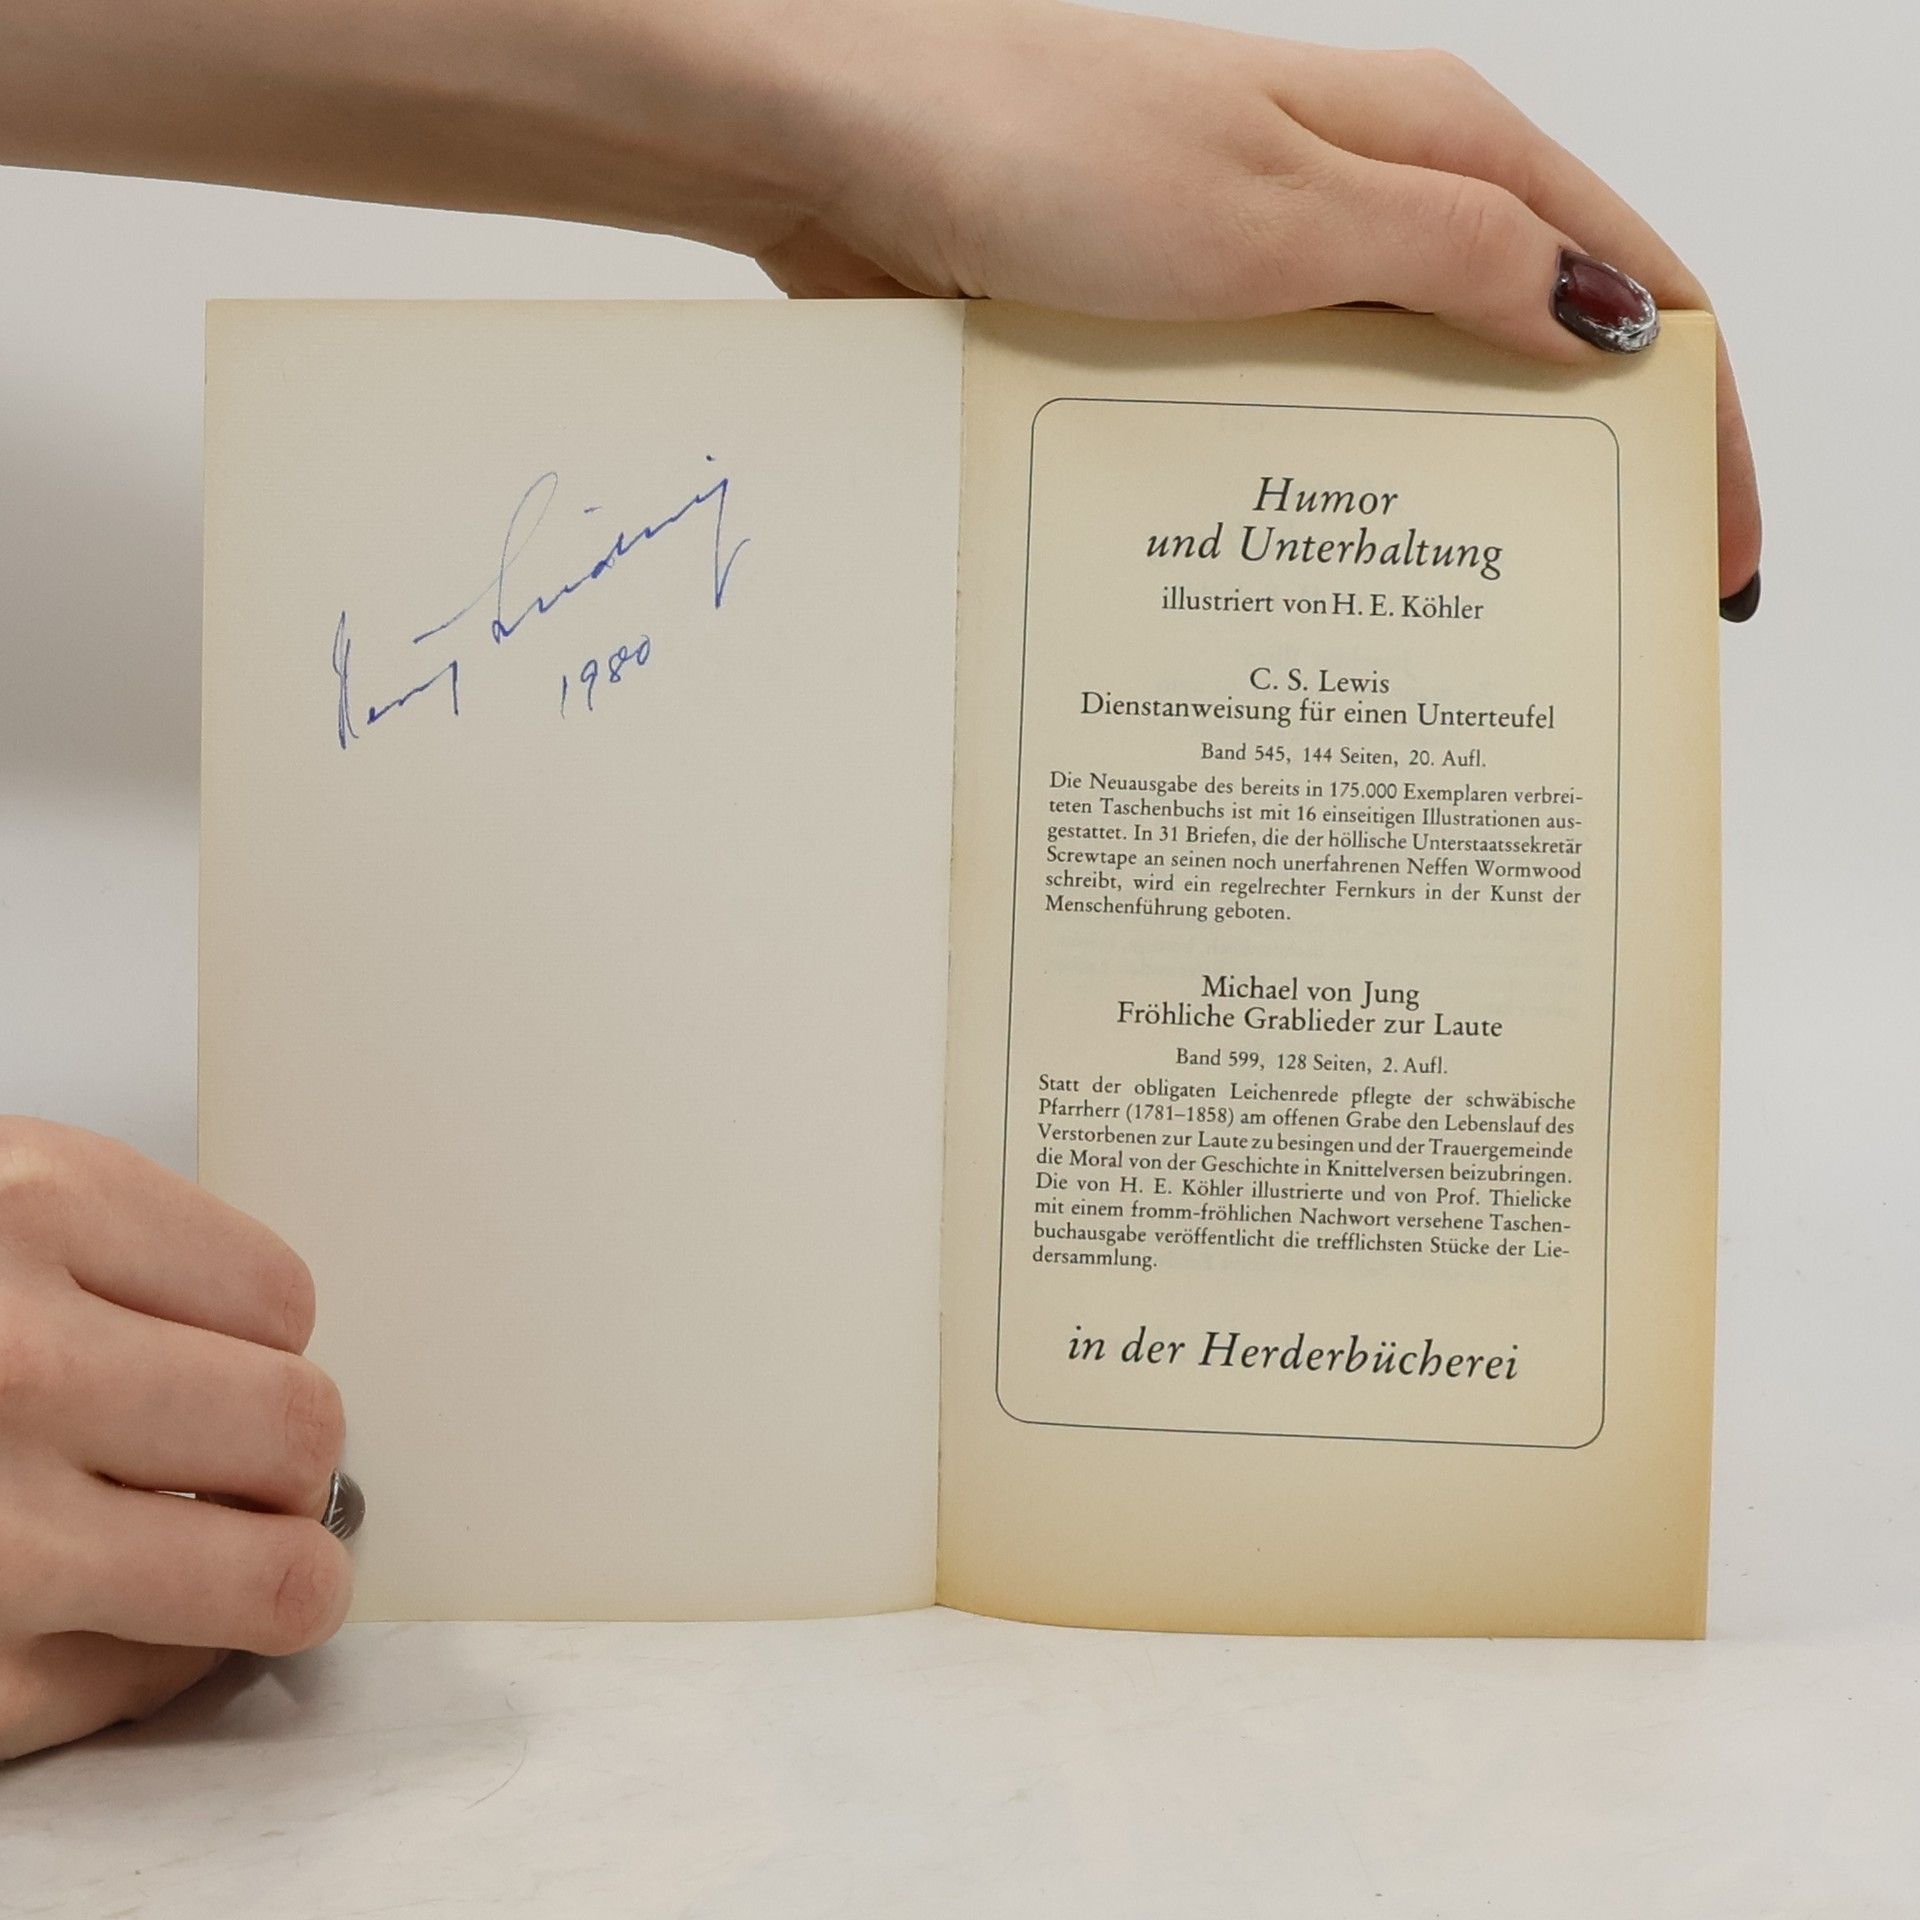 1980
Humor
und Unterhaltung
illustriert von H. E. Köhler
C. S. Lewis
Dienstanweisung für einen Unterteufel
Band 545, 144 Seiten, 20. Aufl.
Die Neuausgabe des bereits in 175.000 Exemplaren verbrei-
teten Taschenbuchs ist mit 16 einseitigen Illustrationen aus-
gestattet. In 31 Briefen, die der höllische Unterstaatssekretär
Screwtape an seinen noch unerfahrenen Neffen Wormwood
schreibt, wird ein regelrechter Fernkurs in der Kunst der
Menschenführung geboten.
Michael von Jung
Fröhliche Grablieder zur Laute
Band 599, 128 Seiten, 2. Aufl.
Statt der obligaten Leichenrede pflegte der schwäbische
Pfarrherr (1781–1858) am offenen Grabe den Lebenslauf des
Verstorbenen zur Laute zu besingen und der Trauergemeinde
die Moral von der Geschichte in Knittelversen beizubringen.
Die von H. E. Köhler illustrierte und von Prof. Thielicke
mit einem fromm-fröhlichen Nachwort versehene Taschen-
buchausgabe veröffentlicht die trefflichsten Stücke der Lie-
dersammlung.
in der Herderbücherei